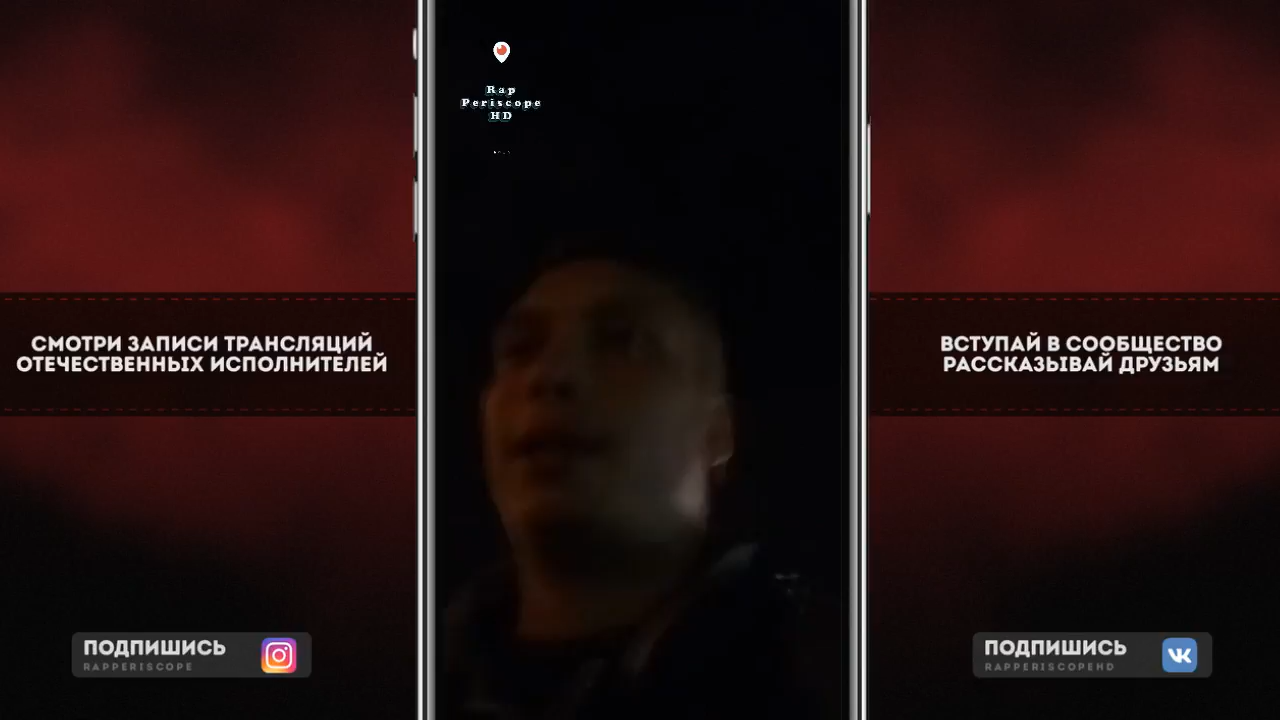 Rap
Periscope
HD
СМОТРИ ЗАПИСИ ТРАНСЛЯЦИЙ
ОТЕЧЕСТВЕННЫХ ИСПОЛНИТЕЛЕЙ
ВСТУПАЙ В СООБЩЕСТВО
РАССКАЗЫВАЙ ДРУЗЬЯМ
ПОДПИШИСЬ
RAPPERISCOPE
ПОДПИШИСЬ
RAPPERISCOPEHD